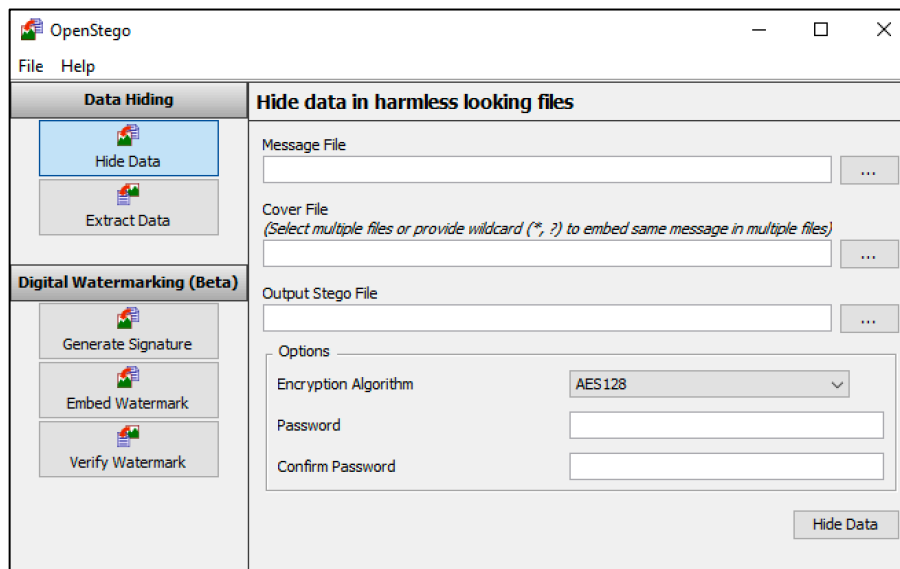 OpenStego
File Help
Data Hiding
Hide Data
Extract Data
Digital Watermarking (Beta)
Generate Signature
Embed Watermark
Verify Watermark
Hide data in harmless looking files
Message File
...
Cover File
(Select multiple files or provide wildcard (*, ?) to embed same message in multiple files)
...
Output Stego File
...
Options
Encryption Algorithm AES128
Password
Confirm Password
Hide Data